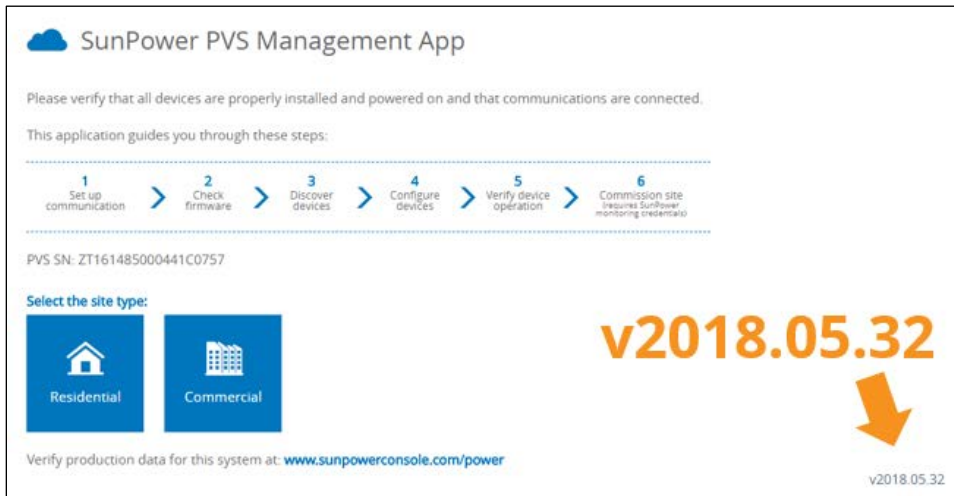 SunPower PVS Management App
Please verify that all devices are properly installed and powered on and that communications are connected.
This application guides you through these steps:
1
Set up
communication
2
Check
firmware
3
Discover
devices
4
Configure
devices
5
Verify device
operation
6
Commission site
(requires SunPower
monitoring credentials)
PVS SN: ZT161485000441C0757
Select the site type:
Residential
Commercial
v2018.05.32
Verify production data for this system at: www.sunpowerconsole.com/power
v2018.05.32